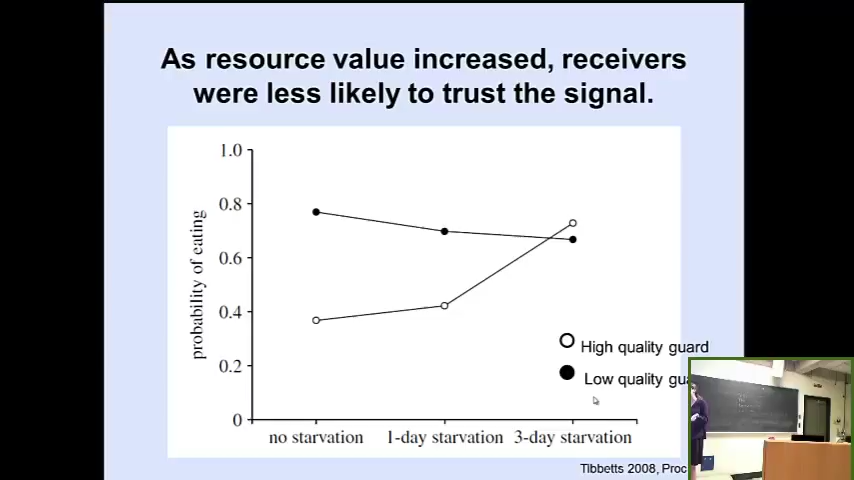 As resource value increased, receivers
were less likely to trust the signal.
probability of eating
1.0
0.8
0.6
0.4
0.2
0
no starvation 1-day starvation 3-day starvation
High quality guard
Low quality
Tibbetts 2008,